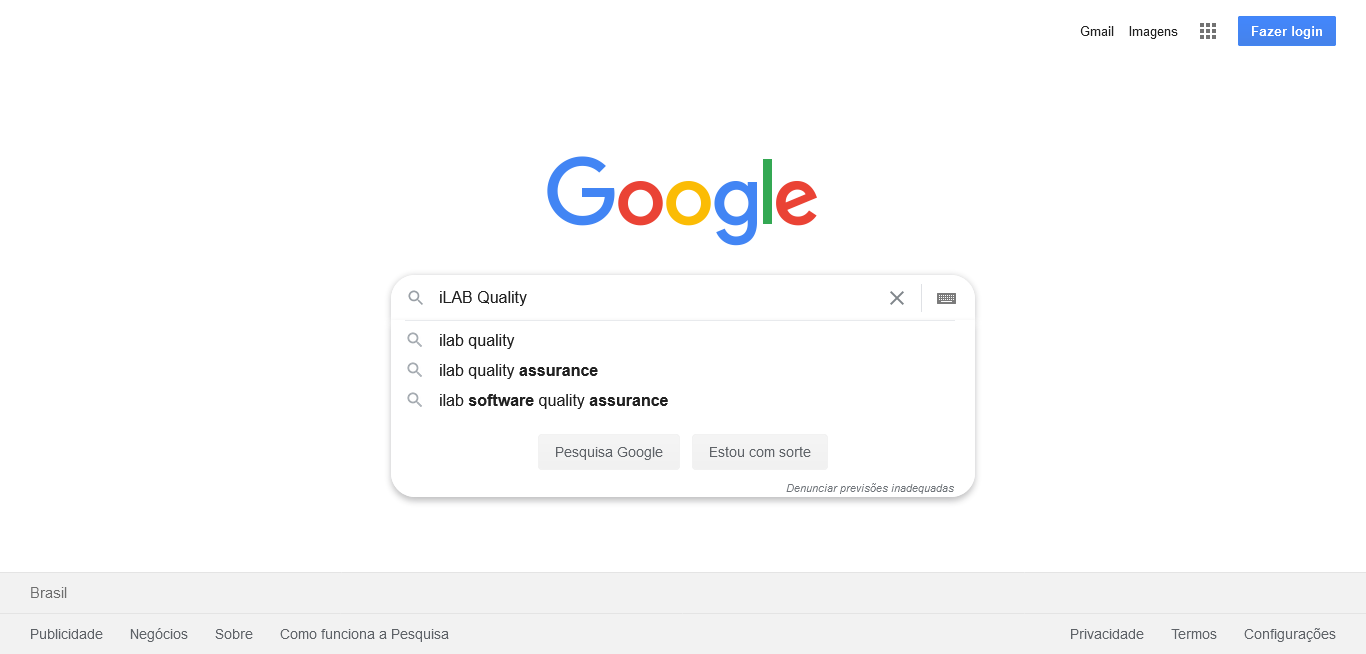 Gmail Imagens Fazer login
Google
iLAB Quality
ilab quality
ilab quality assurance
ilab software quality assurance
Pesquisa Google Estou com sorte
Denunciar previsões inadequadas
Brasil
Publicidade Negócios Sobre Como funciona a Pesquisa Privacidade Termos Configurações